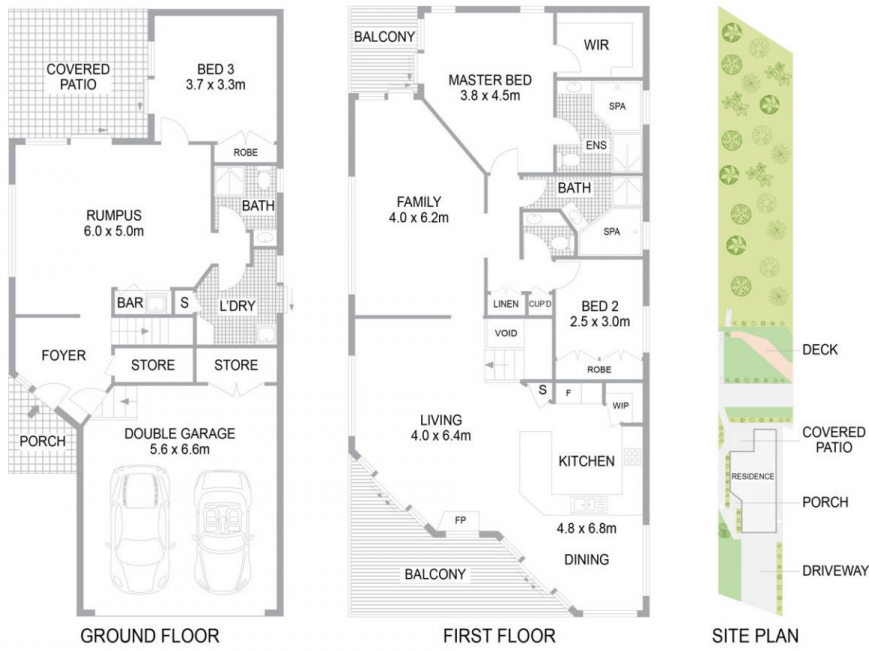 COVERED
PATIO
BED 3
3.7 x 3.3m
ROBE
RUMPUS
6.0 x 5.0m
BATH
BAR
S
L'DRY
FOYER
STORE
STORE
PORCH
DOUBLE GARAGE
5.6 x 6.6m
GROUND FLOOR
BALCONY
WIR
MASTER BED
3.8 x 4.5m
SPA
ENS
BATH
FAMILY
4.0 x 6.2m
SPA
LINEN
CUP'D
BED 2
2.5 x 3.0m
VOID
ROBE
S
F
WIP
LIVING
4.0 x 6.4m
KITCHEN
FP
4.8 x 6.8m
DINING
BALCONY
FIRST FLOOR
DECK
COVERED
PATIO
RESIDENCE
PORCH
DRIVEWAY
SITE PLAN